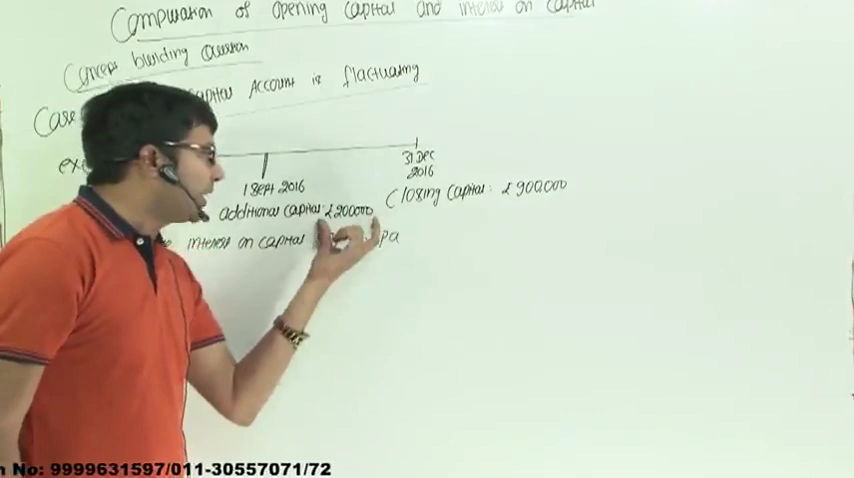 Computation of Opening Capital and interest on capital
Concept building Question
Case Account is fluctuating
31 Dec
2016
1 Sept 2016
Closing capital: ₹ 900000
additional capital: ₹ 200000
interest on capital pa
n No: 9999631597/011-30557071/72